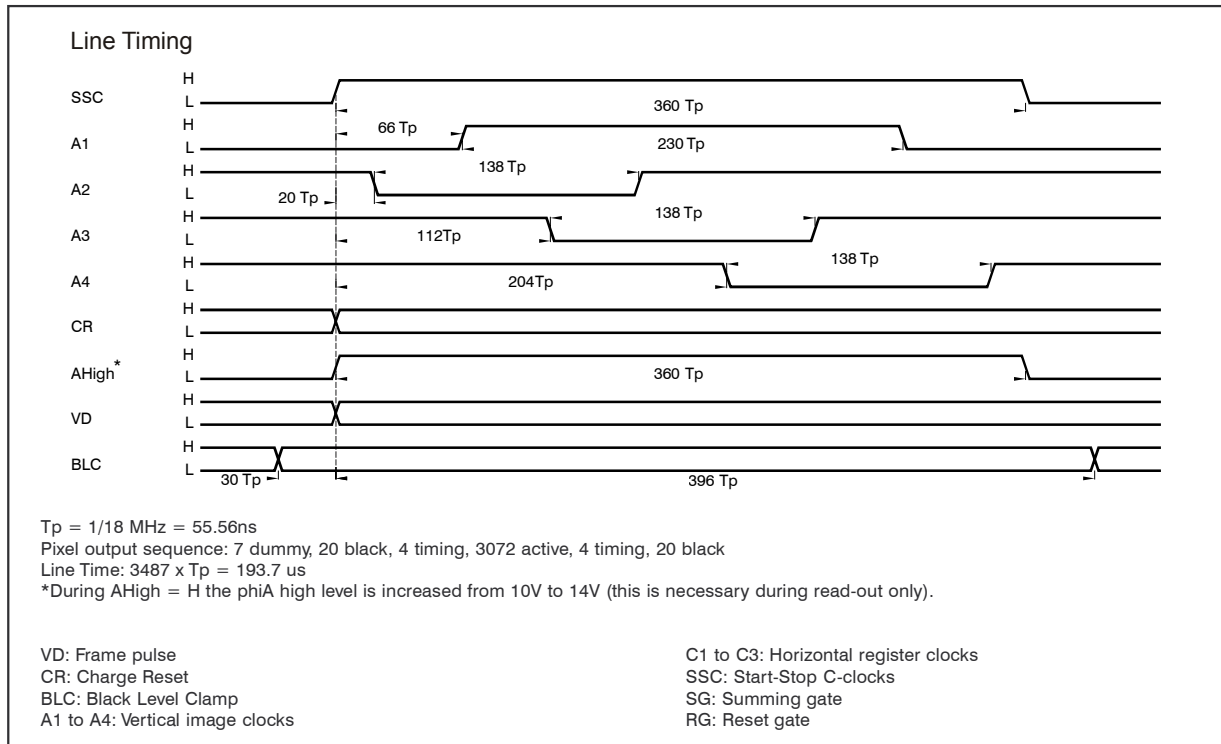 Line Timing
H
SSC
L
360 Tp
H
66 Tp
A1
L
230 Tp
H
138 Tp
A2
L
20 Tp
H
138 Tp
A3
L
112Tp
H
138 Tp
A4
L
204Tp
H
CR
L
H
AHigh*
L
360 Tp
H
VD
L
H
BLC
L
30 Tp
396 Tp
Tp = 1/18 MHz = 55.56ns
Pixel output sequence: 7 dummy, 20 black, 4 timing, 3072 active, 4 timing, 20 black
Line Time: 3487 x Tp = 193.7 us
*During AHigh = H the phiA high level is increased from 10V to 14V (this is necessary during read-out only).
VD: Frame pulse
CR: Charge Reset
BLC: Black Level Clamp
A1 to A4: Vertical image clocks
C1 to C3: Horizontal register clocks
SSC: Start-Stop C-clocks
SG: Summing gate
RG: Reset gate